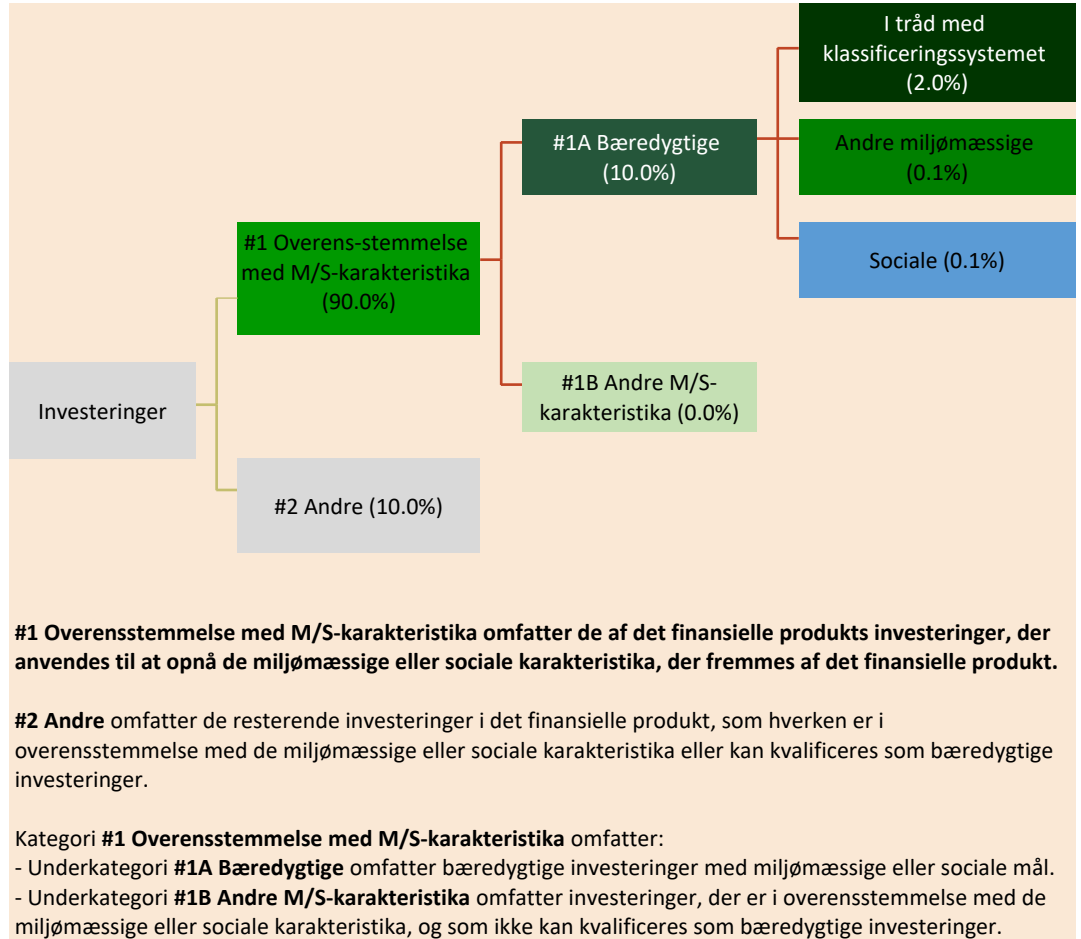 I tråd med
klassificeringssystemet
(2.0%)
#1A Bæredygtige
(10.0%)
Andre miljømæssige
(0.1%)
#1 Overens-stemmelse
med M/S-karakteristika
(90.0%)
Sociale (0.1%)
Investeringer
#1B Andre M/S-
karakteristika (0.0%)
#2 Andre (10.0%)
#1 Overensstemmelse med M/S-karakteristika omfatter de af det finansielle produkts investeringer, der
anvendes til at opnå de miljømæssige eller sociale karakteristika, der fremmes af det finansielle produkt.
#2 Andre omfatter de resterende investeringer i det finansielle produkt, som hverken er i
overensstemmelse med de miljømæssige eller sociale karakteristika eller kan kvalificeres som bæredygtige
investeringer.
Kategori #1 Overensstemmelse med M/S-karakteristika omfatter:
- Underkategori #1A Bæredygtige omfatter bæredygtige investeringer med miljømæssige eller sociale mål.
- Underkategori #1B Andre M/S-karakteristika omfatter investeringer, der er i overensstemmelse med de
miljømæssige eller sociale karakteristika, og som ikke kan kvalificeres som bæredygtige investeringer.